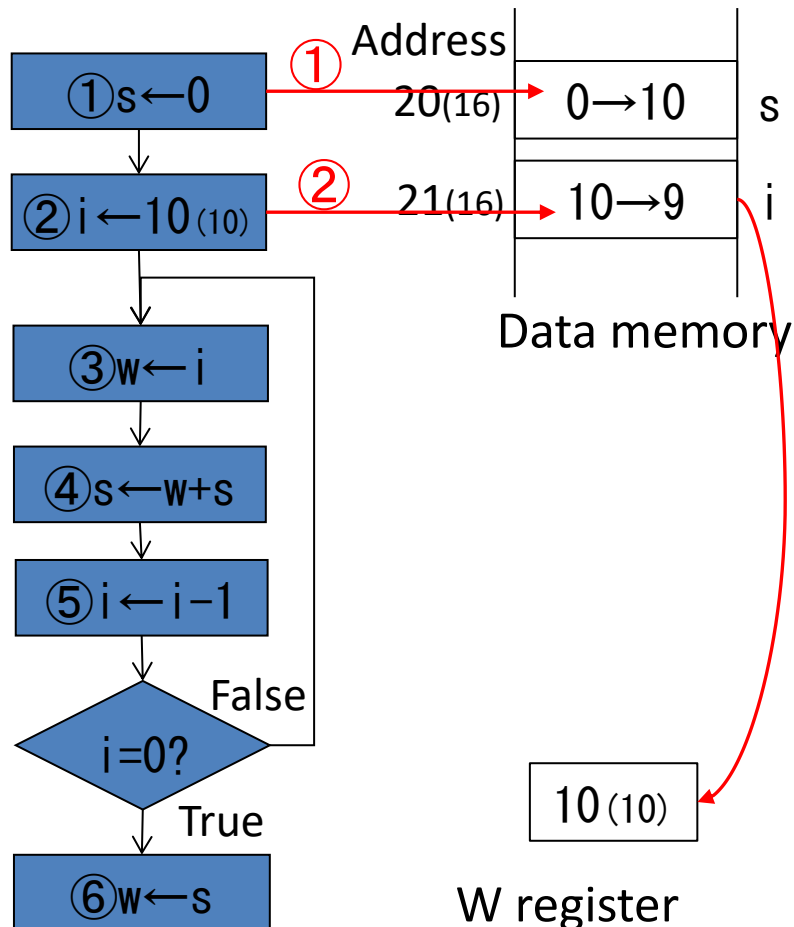 ①s←0
②i←10(10)
③w←i
④s←w+s
⑤i←i-1
i=0?
False
True
⑥w←s
①
②
Address
20(16)
0→10
s
21(16)
10→9
i
Data memory
10(10)
W register